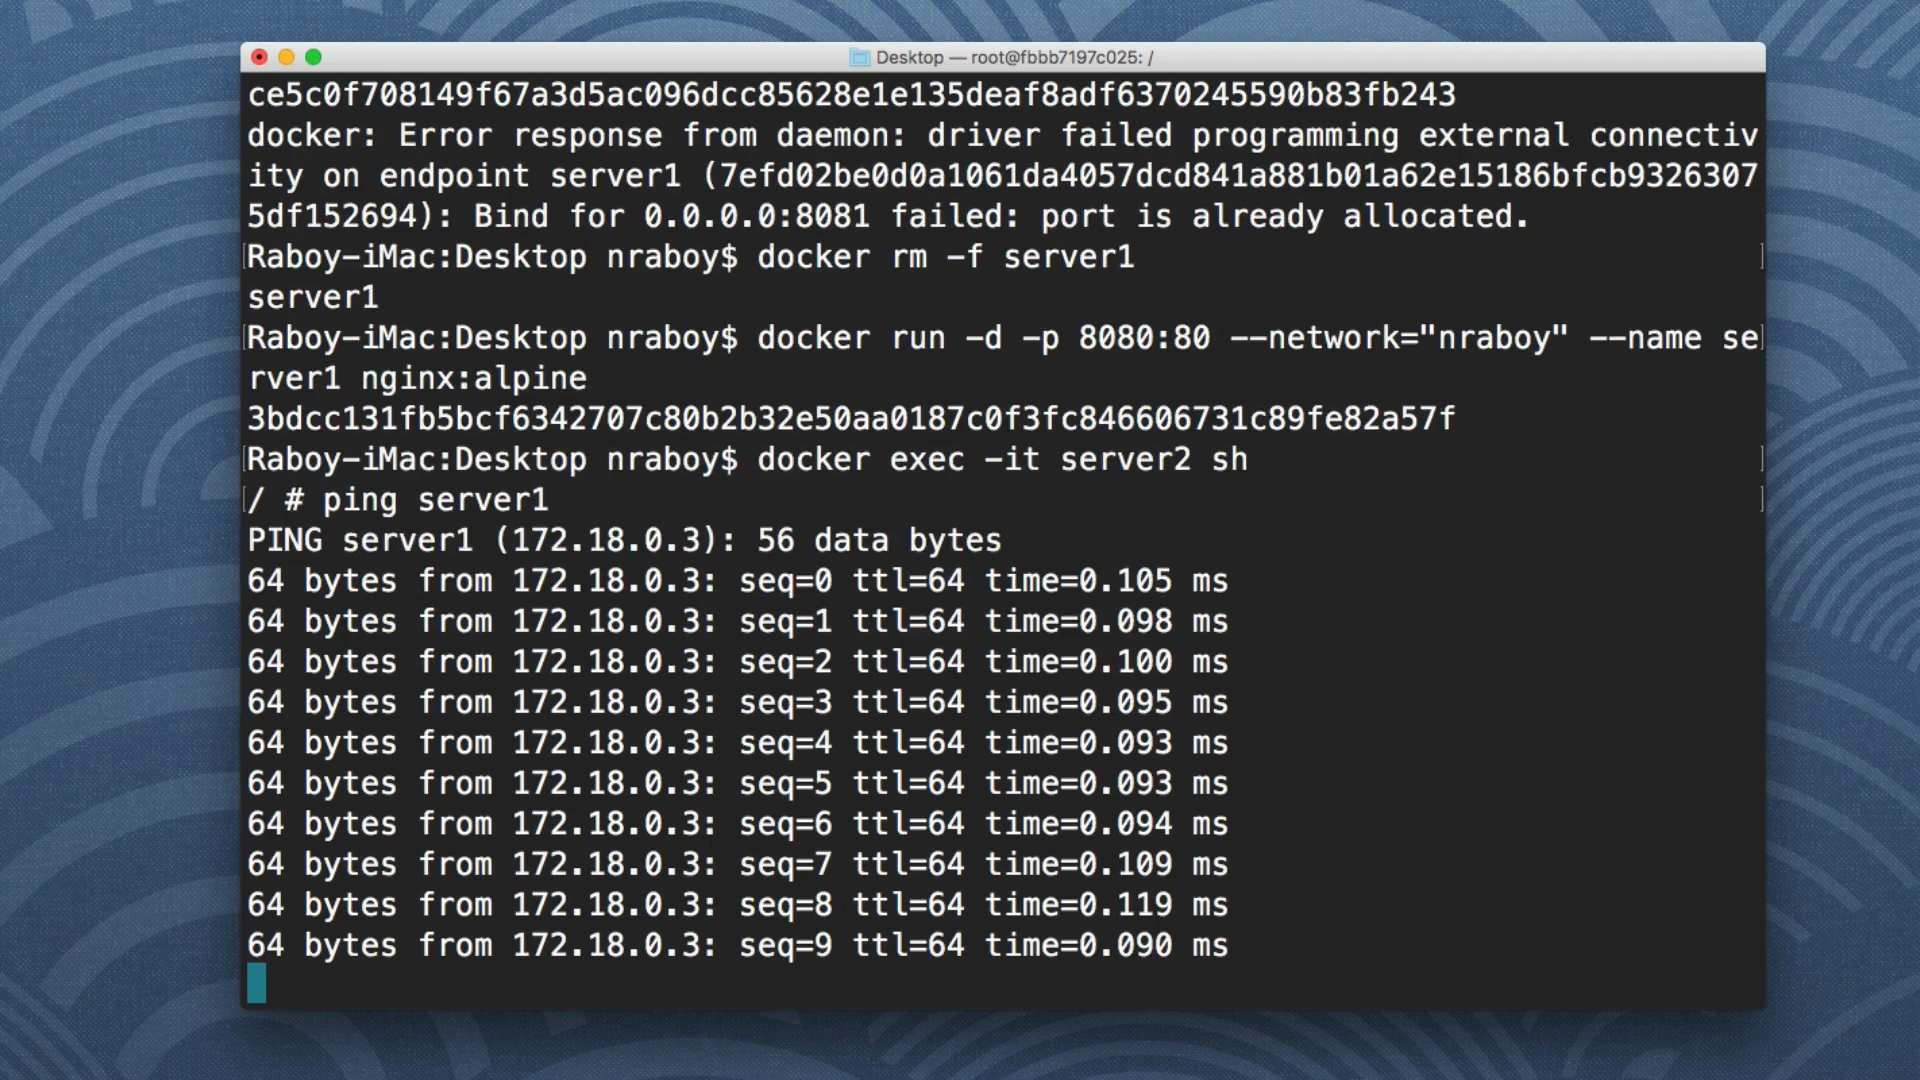 Desktop — root@fbbb7197c025: /
ce5c0f708149f67a3d5ac096dcc85628e1e135deaf8adf6370245590b83fb243
docker: Error response from daemon: driver failed programming external connectiv
ity on endpoint server1 (7efd02be0d0a1061da4057dcd841a881b01a62e15186bfcb9326307
5df152694): Bind for 0.0.0.0:8081 failed: port is already allocated.
[Raboy-iMac:Desktop nraboy$ docker rm -f server1 ]
server1
[Raboy-iMac:Desktop nraboy$ docker run -d -p 8080:80 --network="nraboy" --name se]
rver1 nginx:alpine
3bdcc131fb5bcf6342707c80b2b32e50aa0187c0f3fc846606731c89fe82a57f
[Raboy-iMac:Desktop nraboy$ docker exec -it server2 sh ]
[/ # ping server1 ]
PING server1 (172.18.0.3): 56 data bytes
64 bytes from 172.18.0.3: seq=0 ttl=64 time=0.105 ms
64 bytes from 172.18.0.3: seq=1 ttl=64 time=0.098 ms
64 bytes from 172.18.0.3: seq=2 ttl=64 time=0.100 ms
64 bytes from 172.18.0.3: seq=3 ttl=64 time=0.095 ms
64 bytes from 172.18.0.3: seq=4 ttl=64 time=0.093 ms
64 bytes from 172.18.0.3: seq=5 ttl=64 time=0.093 ms
64 bytes from 172.18.0.3: seq=6 ttl=64 time=0.094 ms
64 bytes from 172.18.0.3: seq=7 ttl=64 time=0.109 ms
64 bytes from 172.18.0.3: seq=8 ttl=64 time=0.119 ms
64 bytes from 172.18.0.3: seq=9 ttl=64 time=0.090 ms